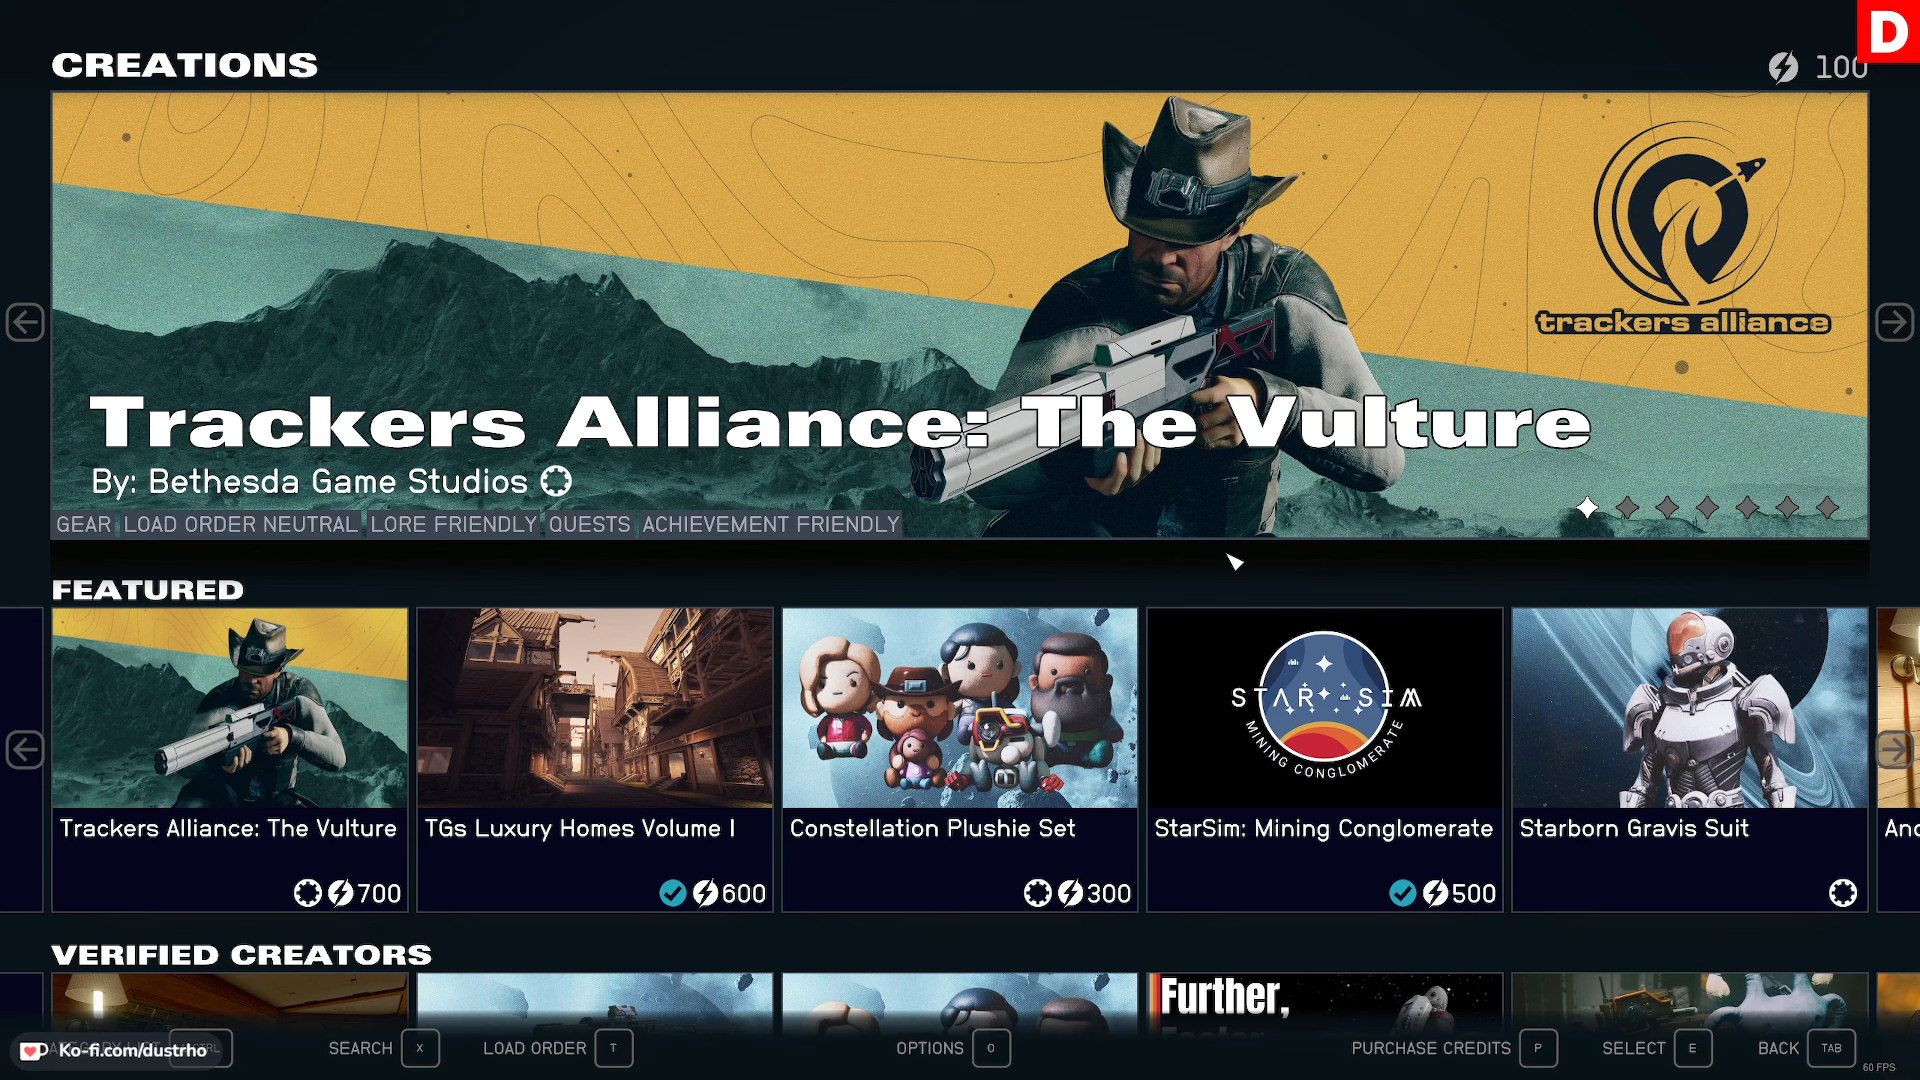 D
CREATIONS
100
trackers alliance
Trackers Alliance: The Vulture
By: Bethesda Game Studios
GEAR LOAD ORDER NEUTRAL LORE FRIENDLY QUESTS ACHIEVEMENT FRIENDLY
FEATURED
STAR SIM
MINING CONGLOMERATE
Trackers Alliance: The Vulture
700
TGs Luxury Homes Volume I
600
Constellation Plushie Set
300
StarSim: Mining Conglomerate
500
Starborn Gravis Suit
VERIFIED CREATORS
Further,
Ko-fi.com/dustrho
SEARCH X
LOAD ORDER T
OPTIONS O
PURCHASE CREDITS P
SELECT E
BACK TAB
60 FPS